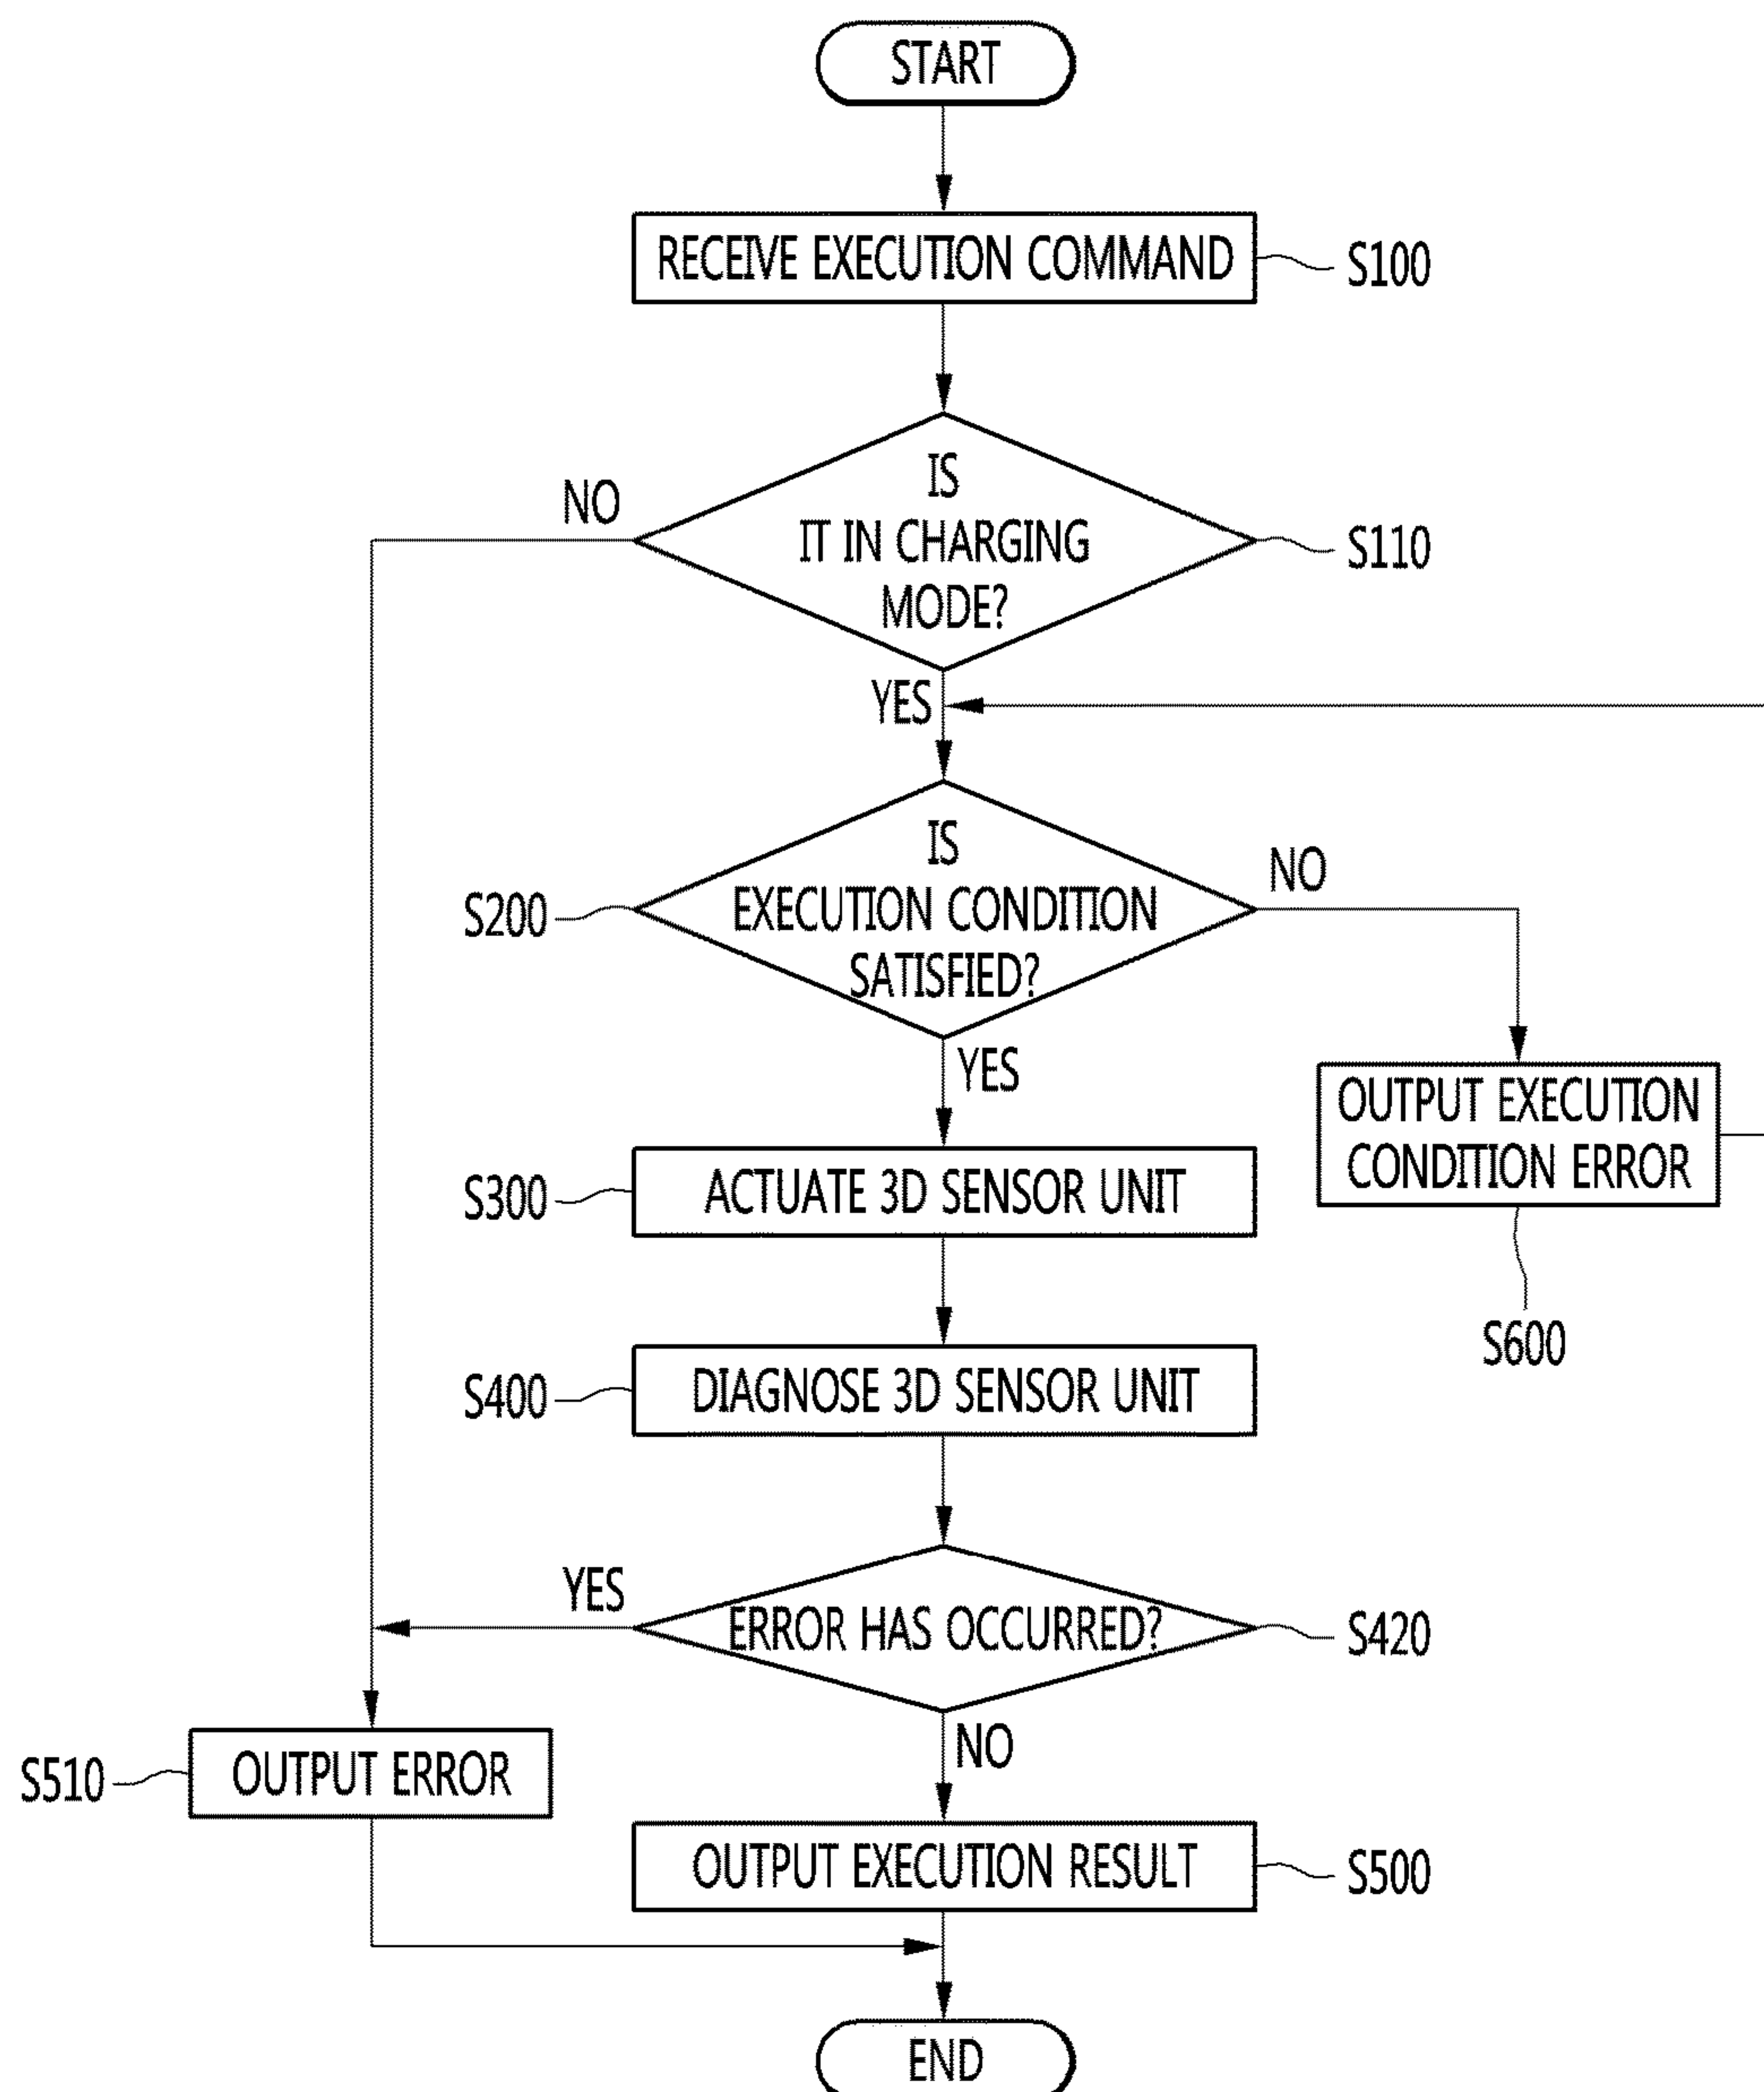 START
RECEIVE EXECUTION COMMAND
S100
IS
IT IN CHARGING
MODE?
S110
NO
YES
IS
EXECUTION CONDITION
SATISFIED?
S200
NO
YES
OUTPUT EXECUTION
CONDITION ERROR
S600
ACTUATE 3D SENSOR UNIT
S300
DIAGNOSE 3D SENSOR UNIT
S400
ERROR HAS OCCURRED?
S420
YES
NO
OUTPUT ERROR
S510
OUTPUT EXECUTION RESULT
S500
END